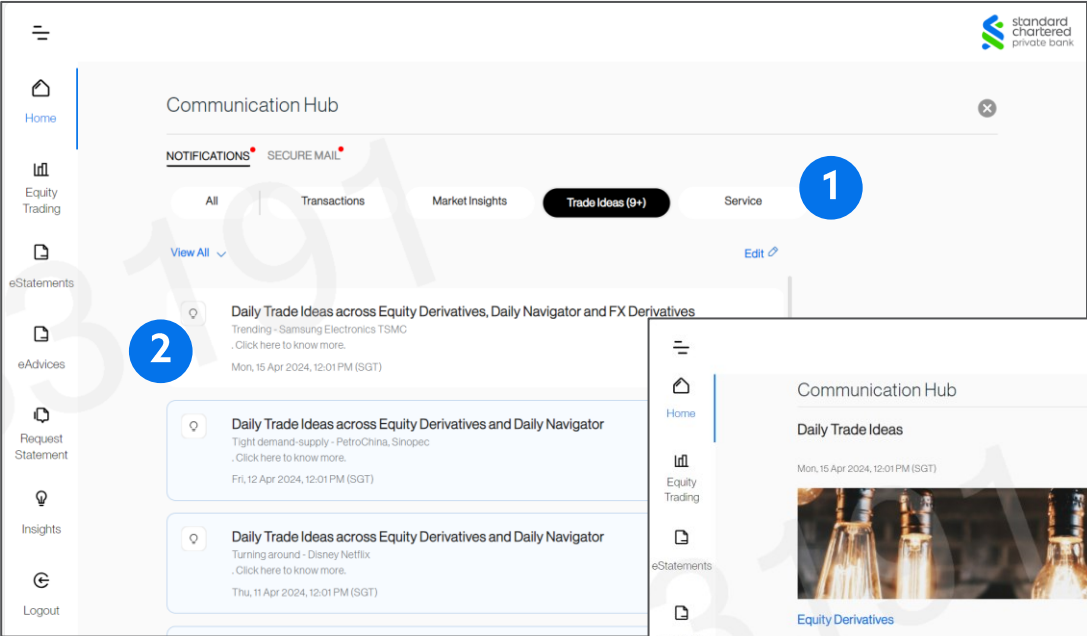 standard
chartered
private bank
Home
Equity
Trading
eStatements
eAdvices
Request
Statement
Insights
Logout
Communication Hub
NOTIFICATIONS SECURE MAIL
All Transactions Market Insights Trade Ideas (9+) Service
1
View All Edit
2
Daily Trade Ideas across Equity Derivatives, Daily Navigator and FX Derivatives
Trending - Samsung Electronics TSMC
. Click here to know more.
Mon, 15 Apr 2024, 12:01 PM (SGT)
Daily Trade Ideas across Equity Derivatives and Daily Navigator
Tight demand-supply - PetroChina, Sinopec
. Click here to know more.
Fri, 12 Apr 2024, 12:01 PM (SGT)
Daily Trade Ideas across Equity Derivatives and Daily Navigator
Turning around - Disney Netflix
. Click here to know more.
Thu, 11 Apr 2024, 12:01 PM (SGT)
Home
Equity
Trading
eStatements
Communication Hub
Daily Trade Ideas
Mon, 15 Apr 2024, 12:01 PM (SGT)
Equity Derivatives
3191
3191